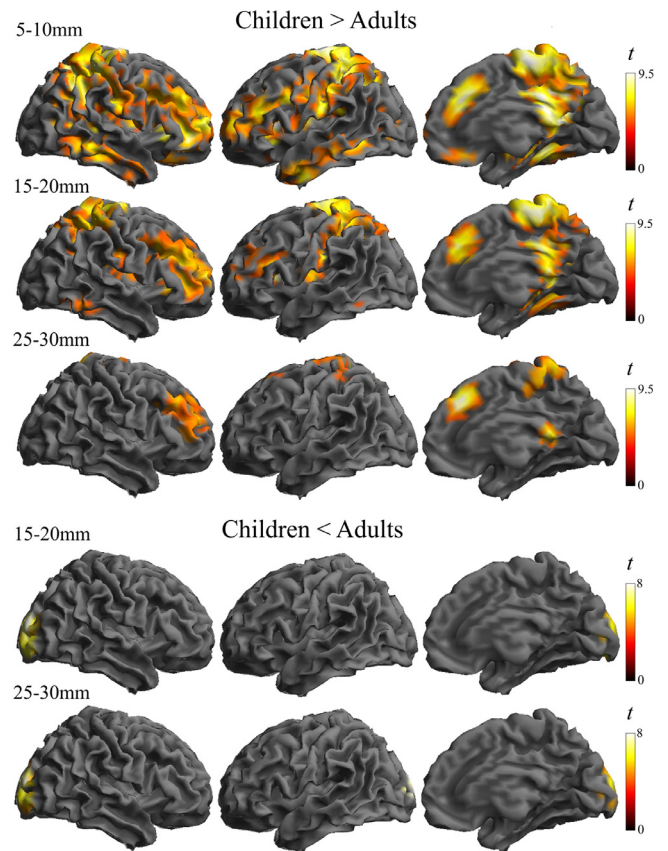 Children > Adults
5-10mm
t
9.5
0
15-20mm
t
9.5
0
25-30mm
t
9.5
0
Children < Adults
15-20mm
t
8
0
25-30mm
t
8
0